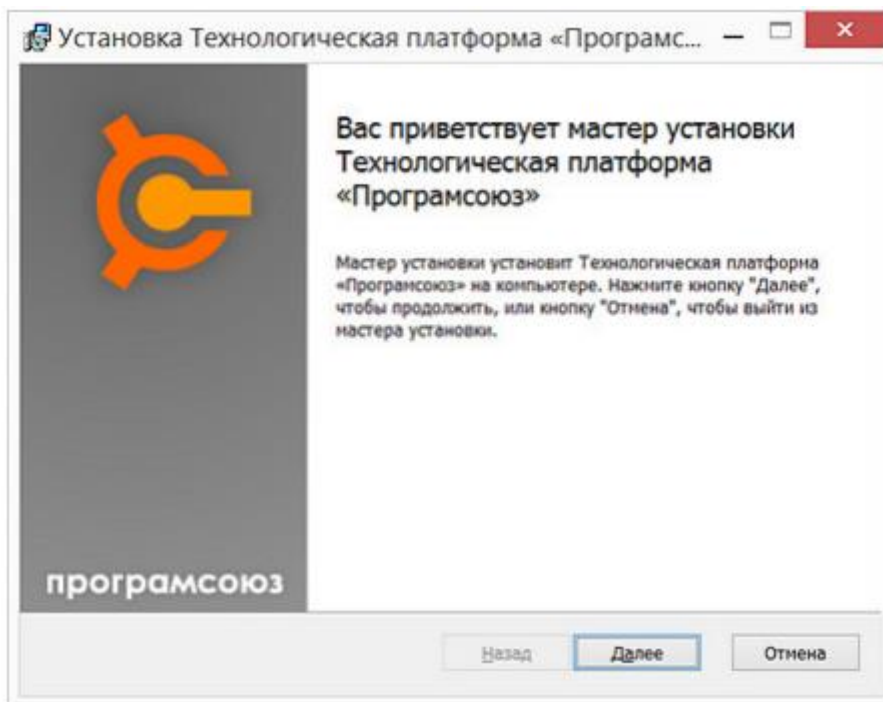 Установка Технологическая платформа «Програмс...
Вас приветствует мастер установки
Технологическая платформа
«Програмсоюз»
Мастер установки установит Технологическая платформа
«Програмсоюз» на компьютере. Нажмите кнопку "Далее",
чтобы продолжить, или кнопку "Отмена", чтобы выйти из
мастера установки.
програмсоюз
Назад
Далее
Отмена